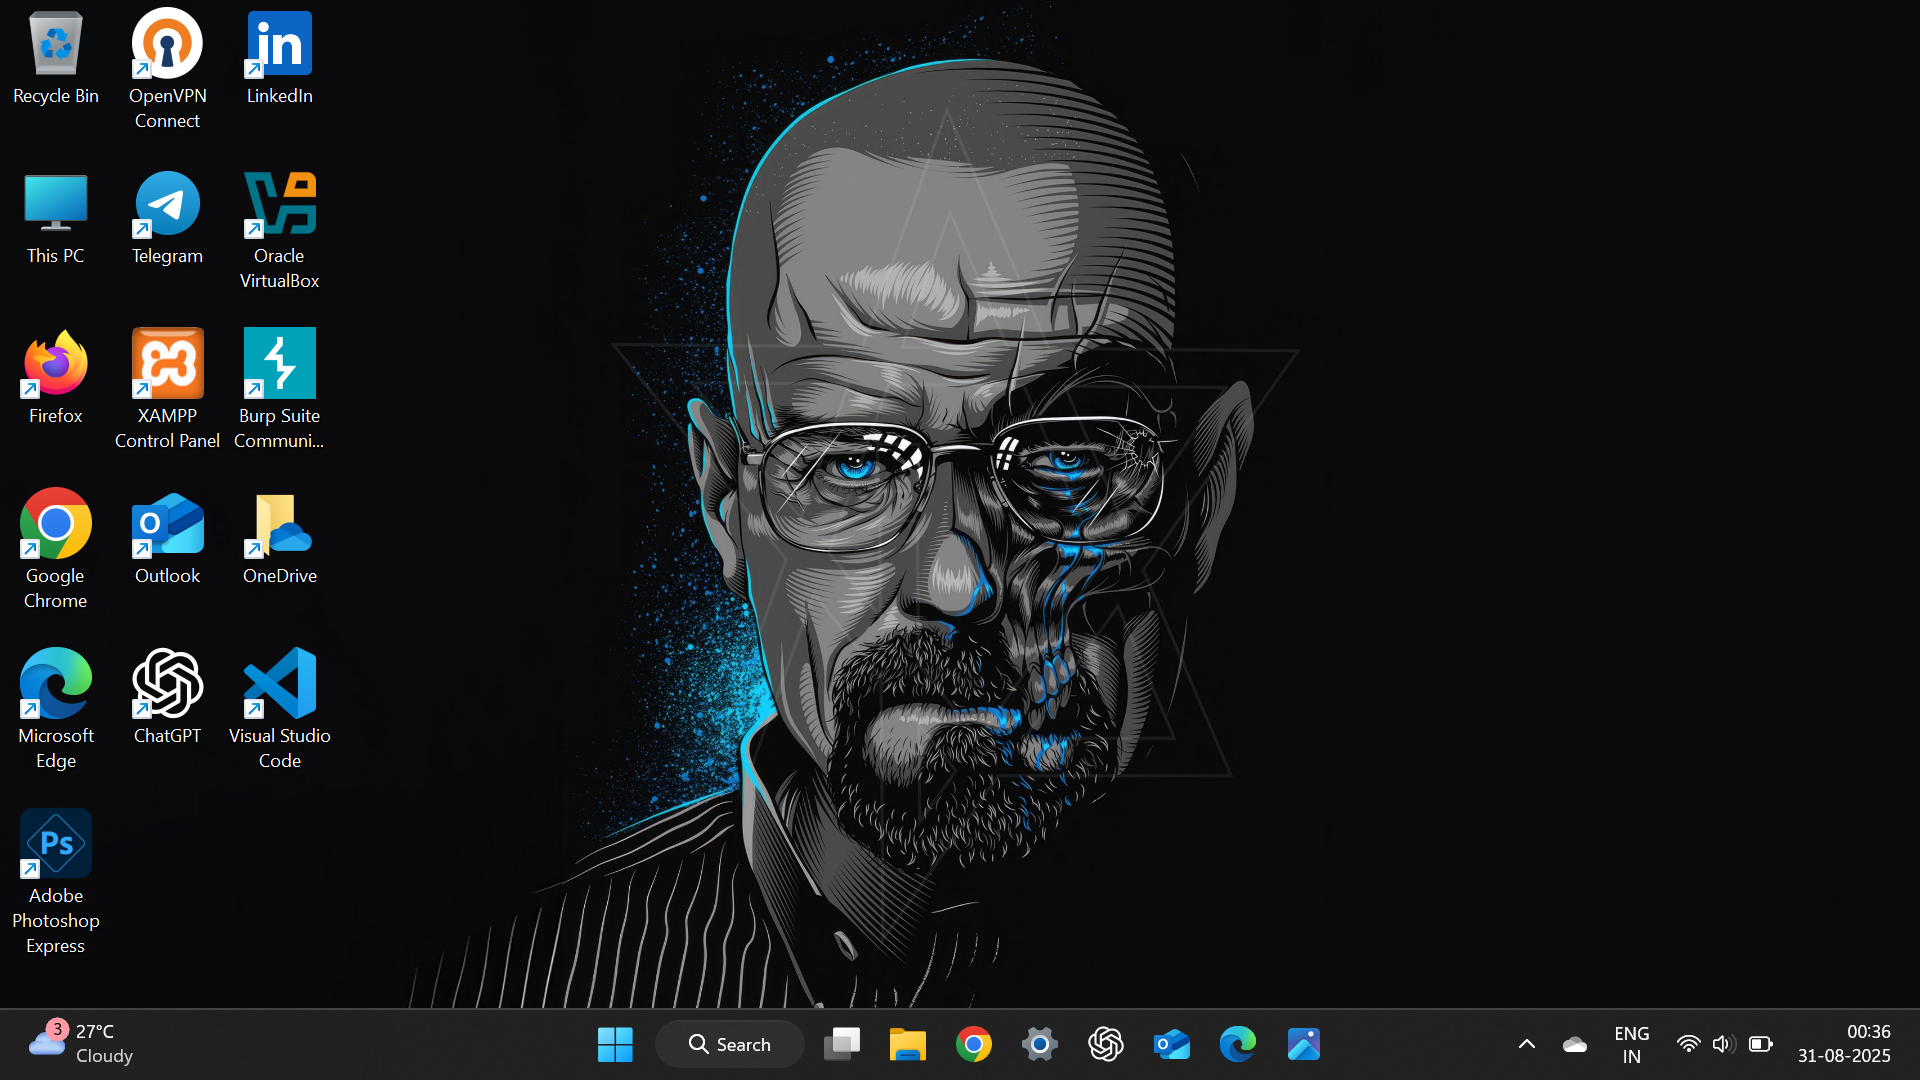 Recycle Bin
OpenVPN
Connect
in
LinkedIn
This PC
Telegram
Oracle
VirtualBox
Firefox
XAMPP
Control Panel
Burp Suite
Communi...
Google
Chrome
O
Outlook
OneDrive
Microsoft
Edge
ChatGPT
Visual Studio
Code
Ps
Adobe
Photoshop
Express
3
27°C
Cloudy
Search
O
ENG
IN
00:36
31-08-2025